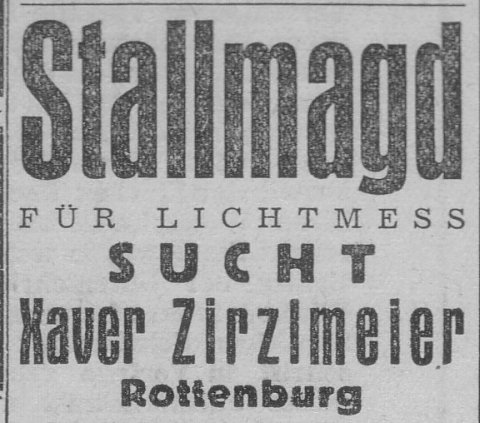 Stallmagd
FÜR LICHTMESS
SUCHT
Xaver Zirzlmeier
Rottenburg